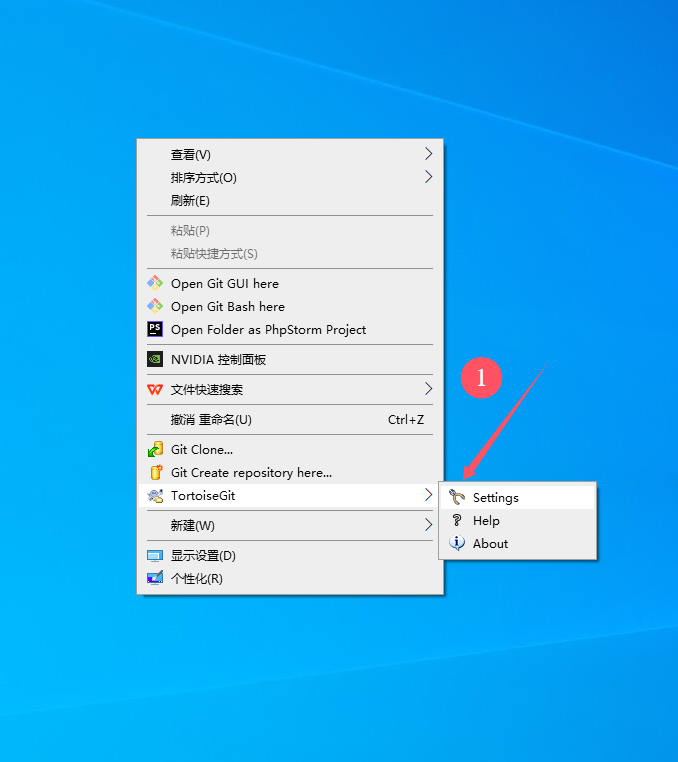 查看(V)
排序方式(O)
刷新(E)
粘贴(P)
粘贴快捷方式(S)
Open Git GUI here
Open Git Bash here
PS Open Folder as PhpStorm Project
NVIDIA 控制面板
文件快速搜索
1
撤消 重命名(U) Ctrl+Z
Git Clone...
Git Create repository here...
TortoiseGit
Settings
Help
About
新建(W)
显示设置(D)
个性化(R)